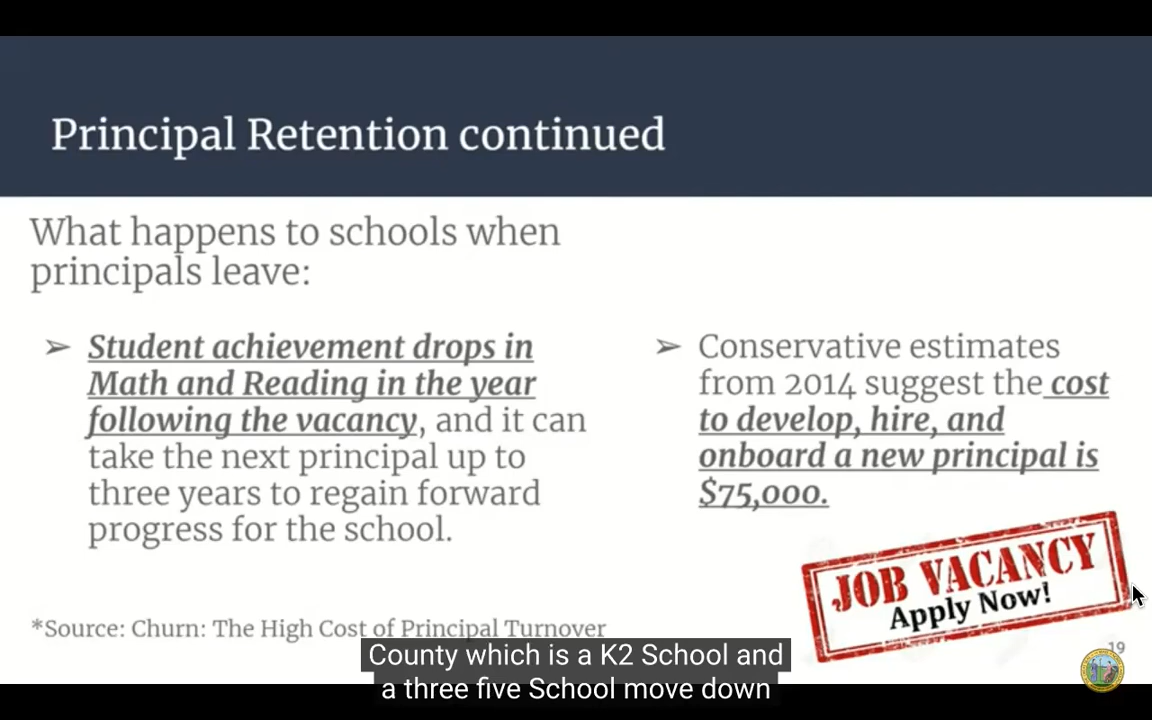 Principal Retention continued
What happens to schools when
principals leave:
➢ Student achievement drops in
Math and Reading in the year
following the vacancy, and it can
take the next principal up to
three years to regain forward
progress for the school.
➢ Conservative estimates
from 2014 suggest the cost
to develop, hire, and
onboard a new principal is
$75,000.
JOB VACANCY
Apply Now!
*Source: Churn: The High Cost of Principal Turnover
19
County which is a K2 School and
a three five School move down